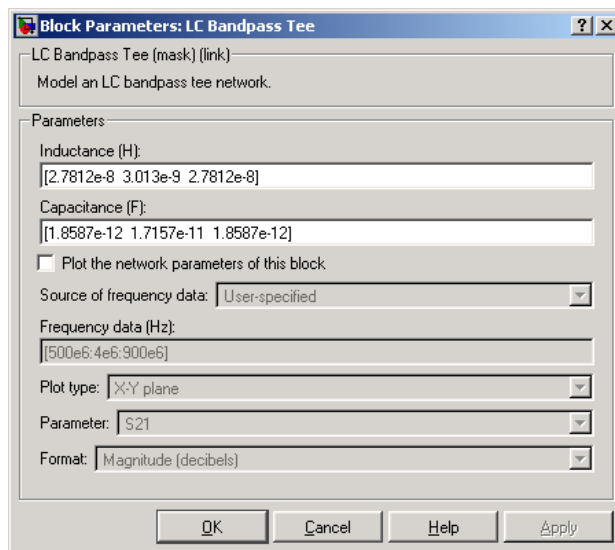 Block Parameters: LC Bandpass Tee
LC Bandpass Tee (mask) (link)
Model an LC bandpass tee network.
Parameters
Inductance (H):
[2.7812e-8 3.013e-9 2.7812e-8]
Capacitance (F):
[1.8587e-12 1.7157e-11 1.8587e-12]
Plot the network parameters of this block
Source of frequency data: User-specified
Frequency data (Hz):
[500e6:4e6:900e6]
Plot type: X-Y plane
Parameter: S21
Format: Magnitude (decibels)
OK Cancel Help Apply